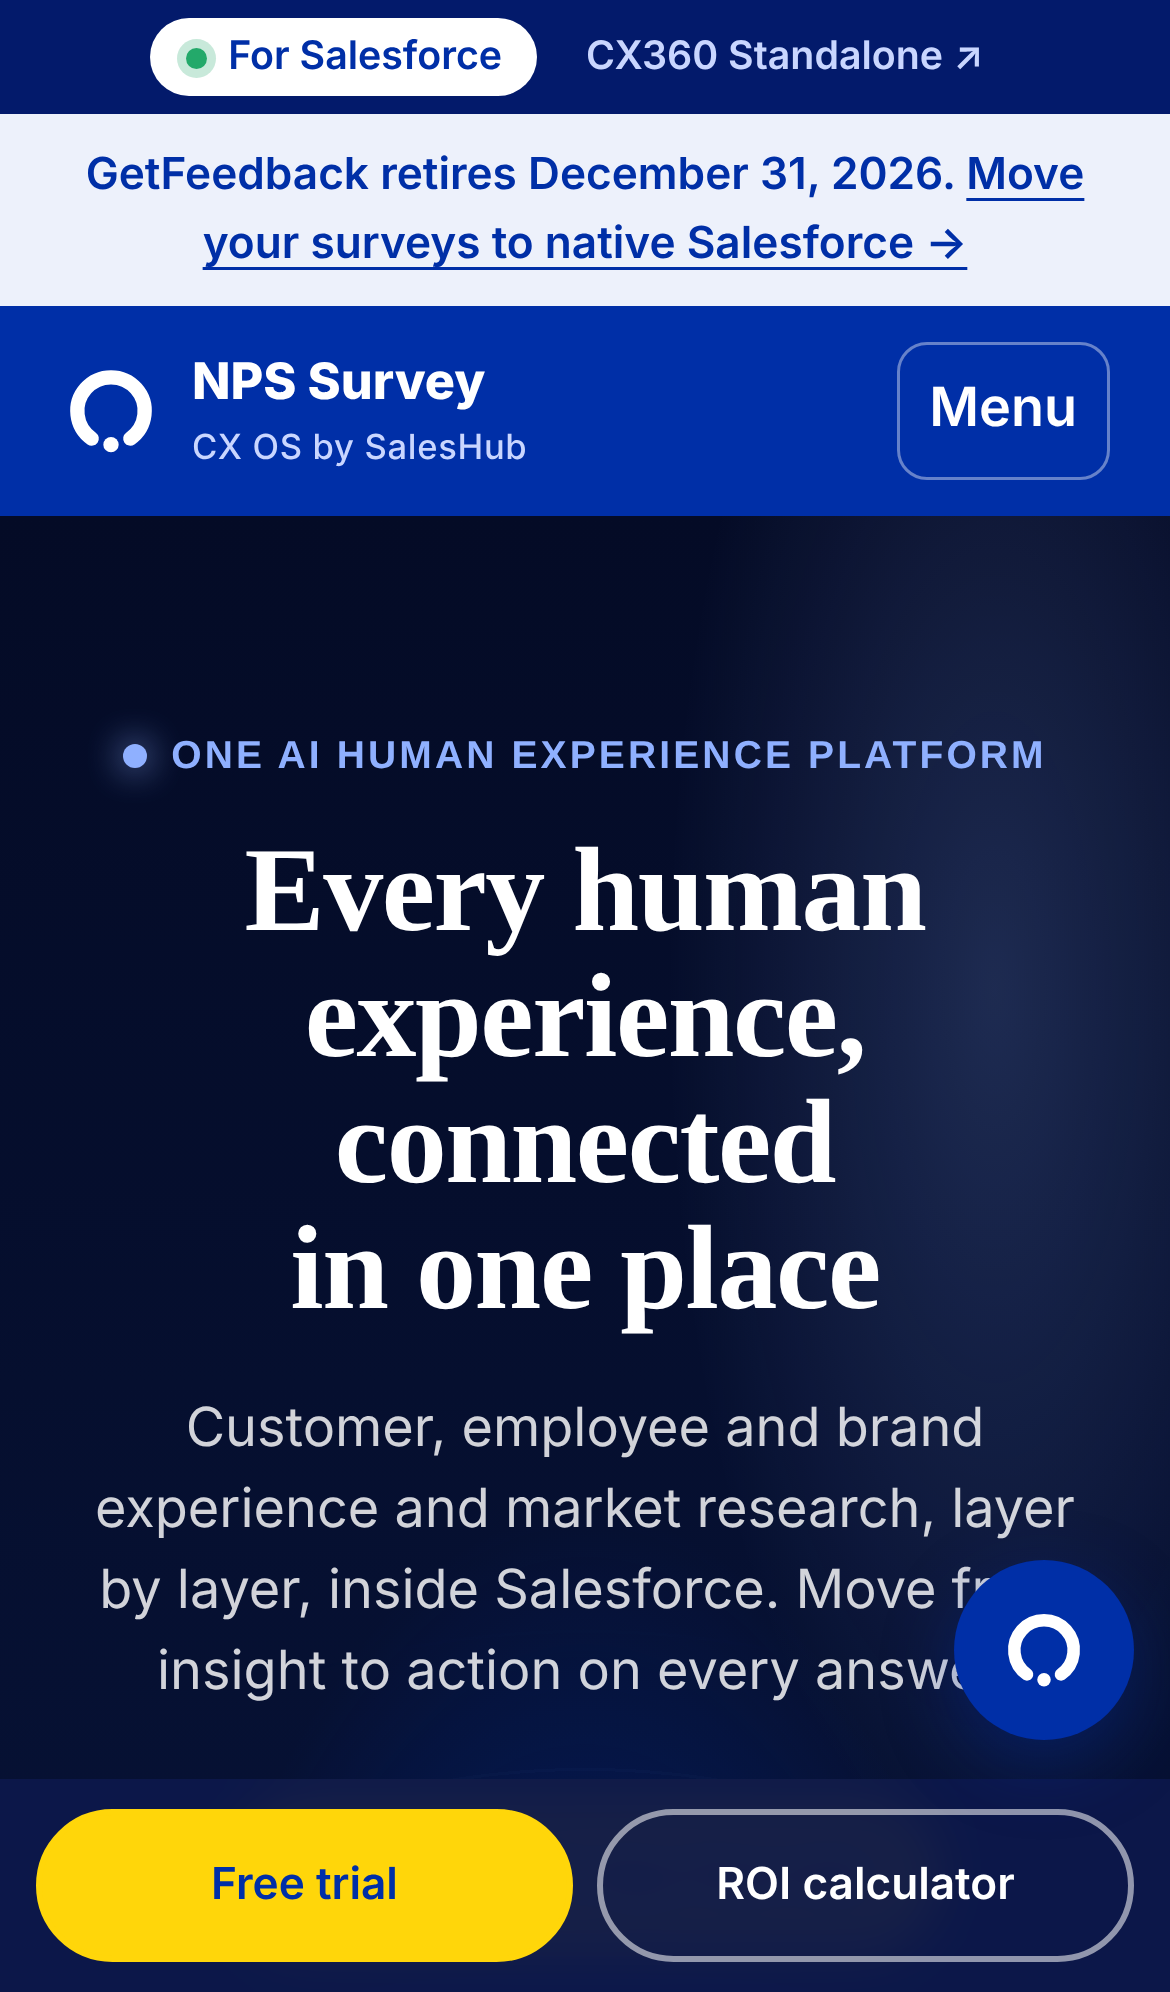 For Salesforce
CX360 Standalone ↗
GetFeedback retires December 31, 2026. Move
your surveys to native Salesforce →
NPS Survey
CX OS by SalesHub
Menu
ONE AI HUMAN EXPERIENCE PLATFORM
Every human
experience,
connected
in one place
Customer, employee and brand
experience and market research, layer
by layer, inside Salesforce. Move
insight to action on every
Free trial
ROI calculator